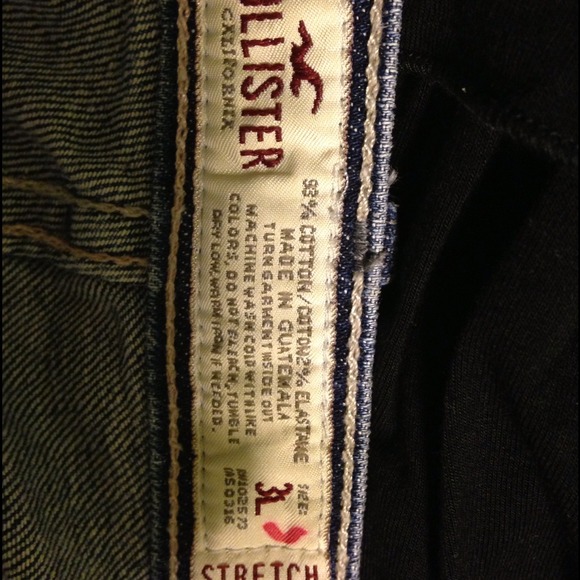 LLISTER
CALIFORNIA
98% COTTON/COTON 2% ELASTANE
MADE IN GUATEMALA
TURN GARMENT INSIDE OUT
MACHINE WASH COLD WITH LIKE
COLORS, DO NOT BLEACH, TUMBLE
DRY LOW, WARM IRON IF NEEDED.
SIZE:
3L
STRETCH